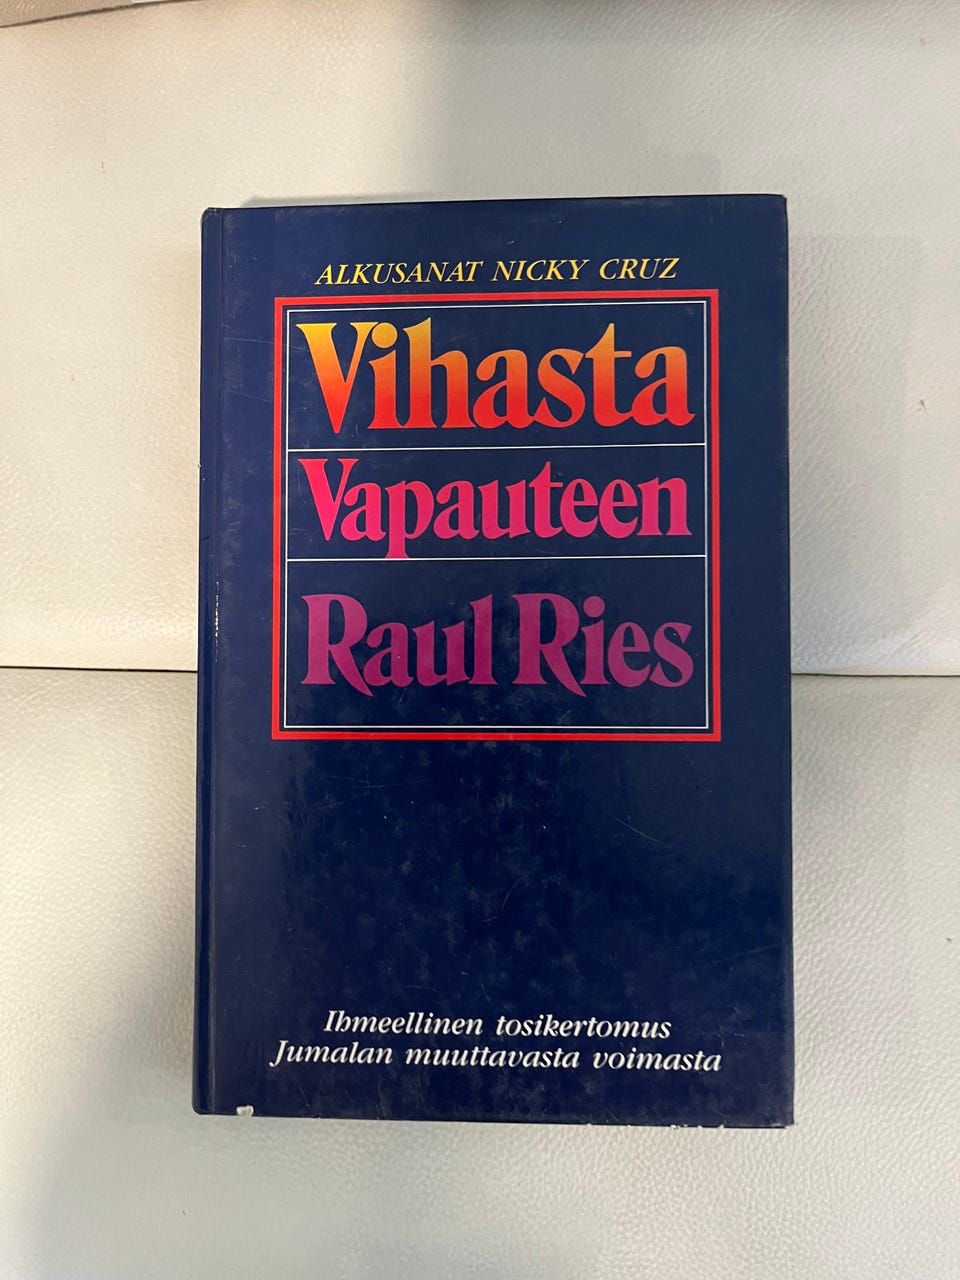 ALKUSANAT NICKY CRUZ
Vihasta
Vapauteen
Raul Ries
Ihmeellinen tosikertomus
Jumalan muuttavasta voimasta